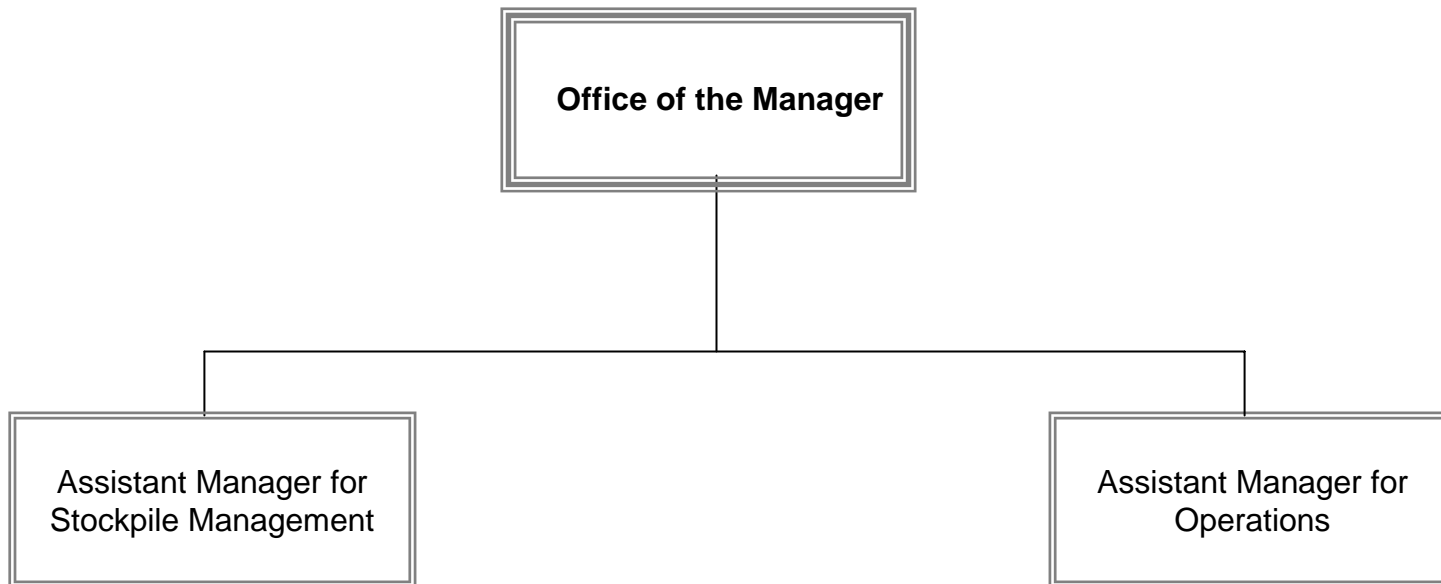 Office of the Manager
Assistant Manager for
Stockpile Management
Assistant Manager for
Operations